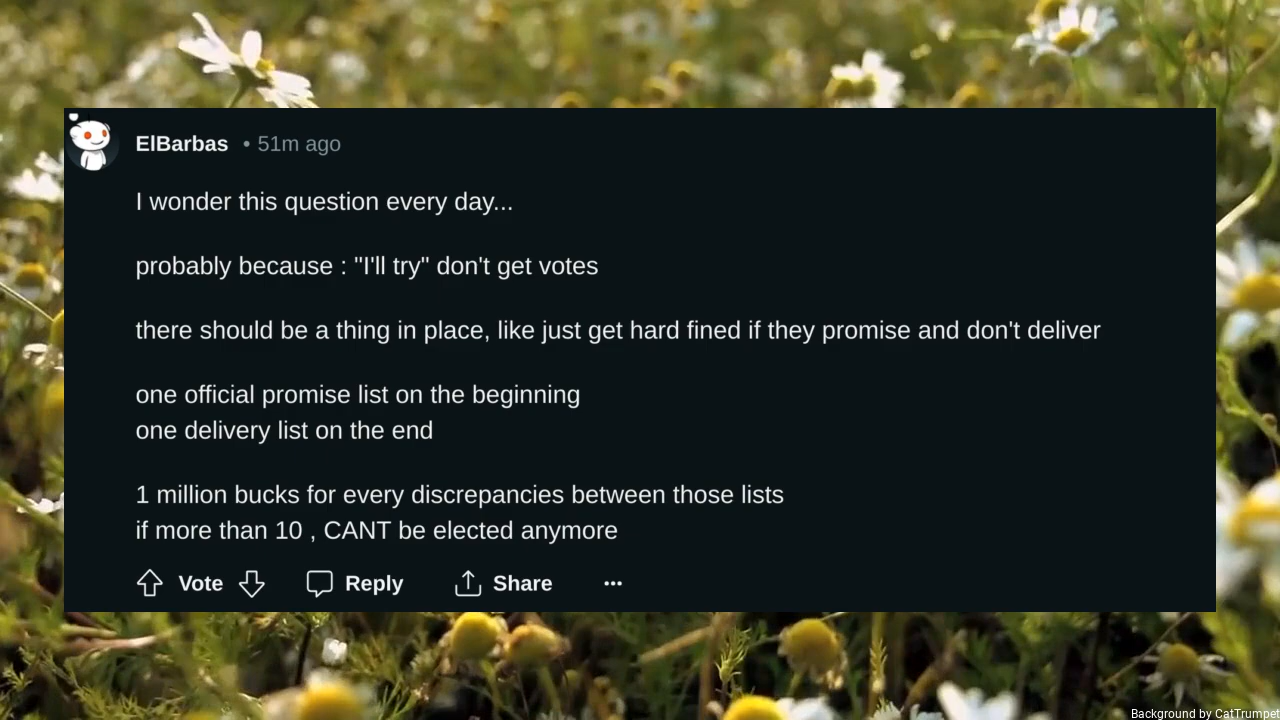 ElBarbas • 51m ago
I wonder this question every day...
probably because : "I'll try" don't get votes
there should be a thing in place, like just get hard fined if they promise and don't deliver
one official promise list on the beginning
one delivery list on the end
1 million bucks for every discrepancies between those lists
if more than 10 , CANT be elected anymore
Vote Reply Share ...
Background by CatTrumpet